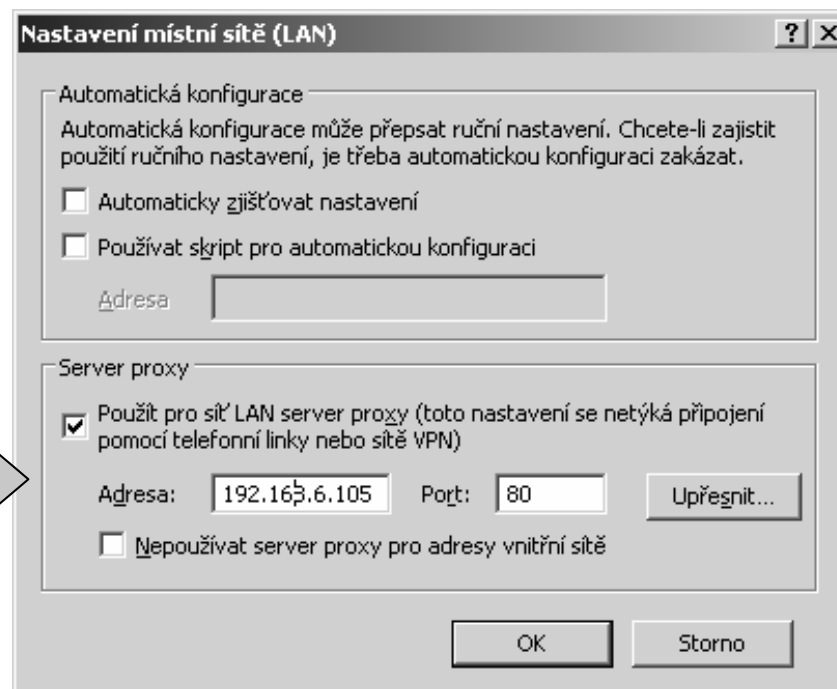 Nastavení místní sítě (LAN)
Automatická konfigurace
Automatická konfigurace může přepsat ruční nastavení. Chcete-li zajistit
použití ručního nastavení, je třeba automatickou konfiguraci zakázat.
Automaticky zjišťovat nastavení
Používat skript pro automatickou konfiguraci
Adresa
Server proxy
Použít pro síť LAN server proxy (toto nastavení se netýká připojení
pomocí telefonní linky nebo sítě VPN)
Adresa: 192.168.6.105 Port: 80 Upřesnit...
Nepoužívat server proxy pro adresy vnitřní sítě
OK Storno